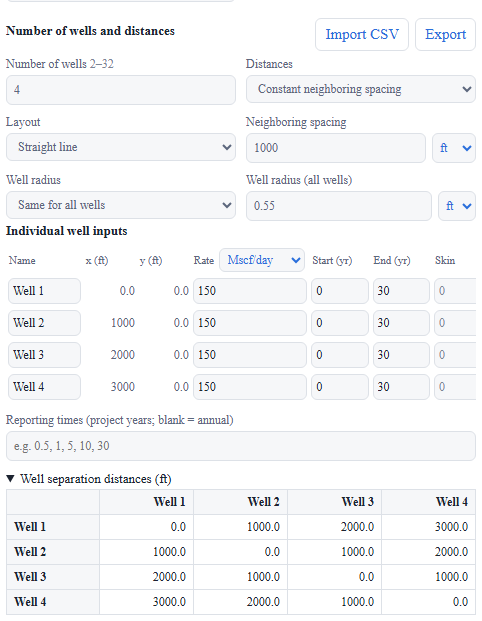 Number of wells and distances
Import CSV Export
Number of wells 2–32 Distances
4 Constant neighboring spacing
Layout Neighboring spacing
Straight line 1000 ft
Well radius Well radius (all wells)
Same for all wells 0.55 ft
Individual well inputs
Name x (ft) y (ft) Rate Mscf/day Start (yr) End (yr) Skin
Well 1 0.0 0.0 150 0 30 0
Well 2 1000 0.0 150 0 30 0
Well 3 2000 0.0 150 0 30 0
Well 4 3000 0.0 150 0 30 0
Reporting times (project years; blank = annual)
e.g. 0.5, 1, 5, 10, 30
▼ Well separation distances (ft)
Well 1 Well 2 Well 3 Well 4
Well 1 0.0 1000.0 2000.0 3000.0
Well 2 1000.0 0.0 1000.0 2000.0
Well 3 2000.0 1000.0 0.0 1000.0
Well 4 3000.0 2000.0 1000.0 0.0